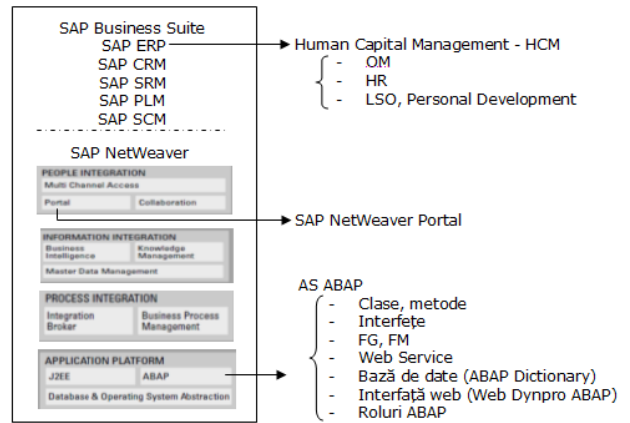 SAP Business Suite
SAP ERP
SAP CRM
SAP SRM
SAP PLM
SAP SCM
SAP NetWeaver
PEOPLE INTEGRATION
Multi Channel Access
Portal
Collaboration
INFORMATION INTEGRATION
Business Intelligence
Knowledge Management
Master Data Management
PROCESS INTEGRATION
Integration Broker
Business Process Management
APPLICATION PLATFORM
J2EE
ABAP
Database & Operating System Abstraction
Human Capital Management - HCM
- OM
- HR
- LSO, Personal Development
SAP NetWeaver Portal
AS ABAP
- Clase, metode
- Interfețe
- FG, FM
- Web Service
- Bază de date (ABAP Dictionary)
- Interfață web (Web Dynpro ABAP)
- Roluri ABAP